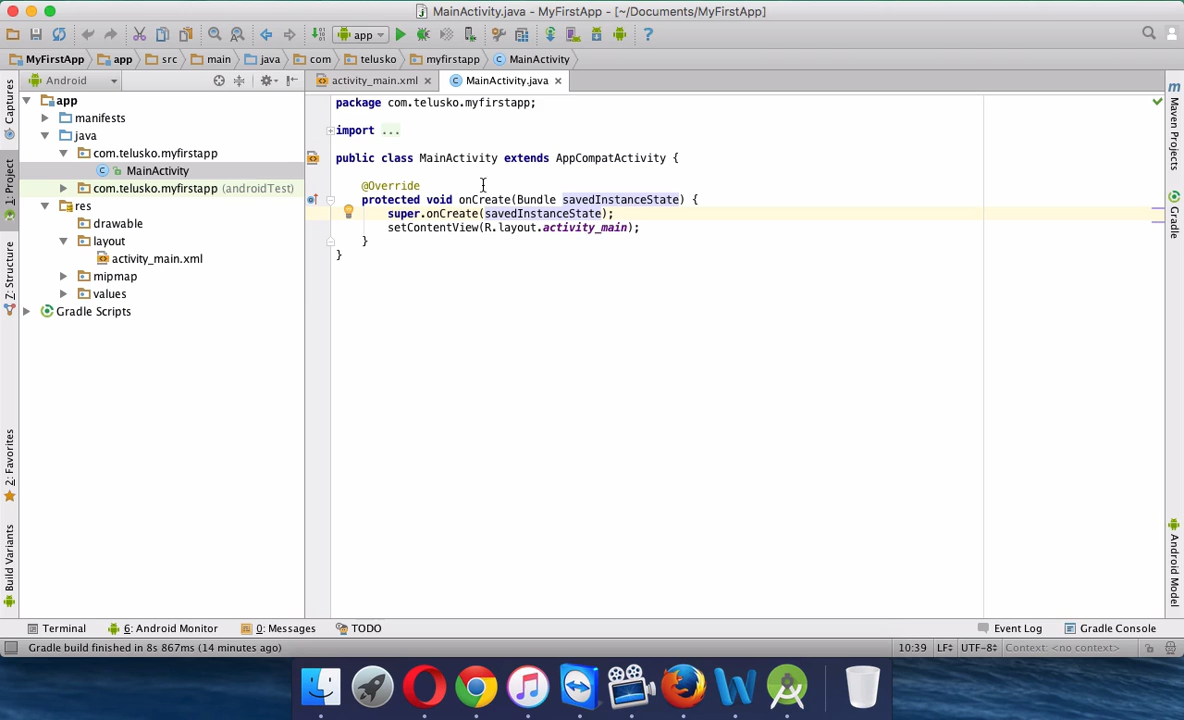 MainActivity.java - MyFirstApp - [~/Documents/MyFirstApp]
app
MyFirstApp app src main java com telusko myfirstapp MainActivity
Android
activity_main.xml MainActivity.java
app
manifests
java
com.telusko.myfirstapp
MainActivity
com.telusko.myfirstapp (androidTest)
res
drawable
layout
activity_main.xml
mipmap
values
Gradle Scripts
package com.telusko.myfirstapp;
import ...
public class MainActivity extends AppCompatActivity {
@Override
protected void onCreate(Bundle savedInstanceState) {
super.onCreate(savedInstanceState);
setContentView(R.layout.activity_main);
}
}
Captures
1: Project
Z: Structure
2: Favorites
Build Variants
Maven Projects
Gradle
Android Model
Terminal 6: Android Monitor 0: Messages TODO Event Log Gradle Console
Gradle build finished in 8s 867ms (14 minutes ago) 10:39 LF÷ UTF-8÷ Context: <no context>